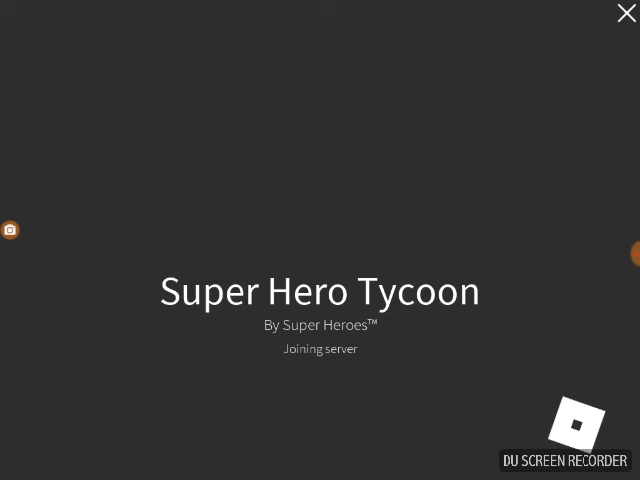 Super Hero Tycoon
By Super Heroes™
Joining server
DU SCREEN RECORDER